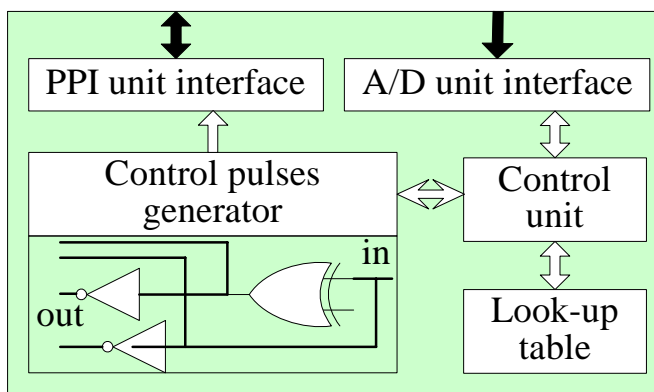 PPI unit interface
A/D unit interface
Control pulses
generator
Control
unit
in
out
Look-up
table